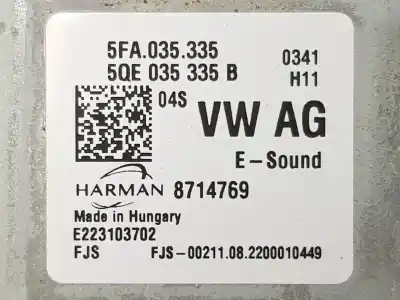 5FA.035.335
5QE 035 335 B
0341
H11
04S
VW AG
E-Sound
HARMAN 8714769
Made in Hungary
E223103702
FJS FJS-00211.08.2200010449